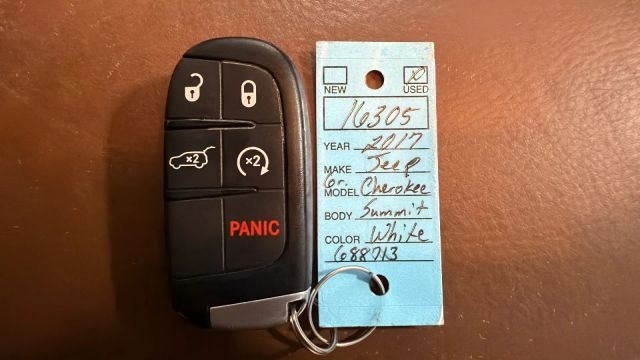 x2 x2
PANIC
NEW USED
16305
YEAR 2017
MAKE Jeep
MODEL Gr. Cherokee
BODY Summit
COLOR White
688713